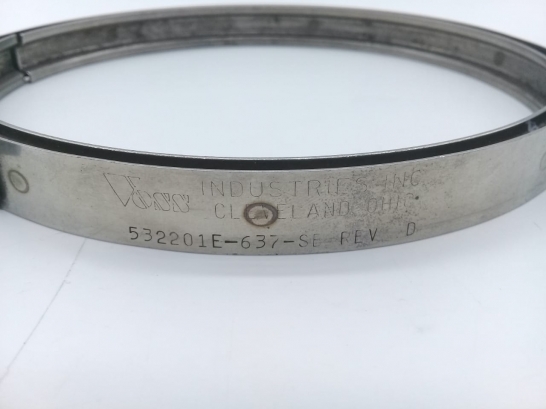 Voss INDUSTRIES INC
CLEVELAND OHIO
532201E-637-SE REV D